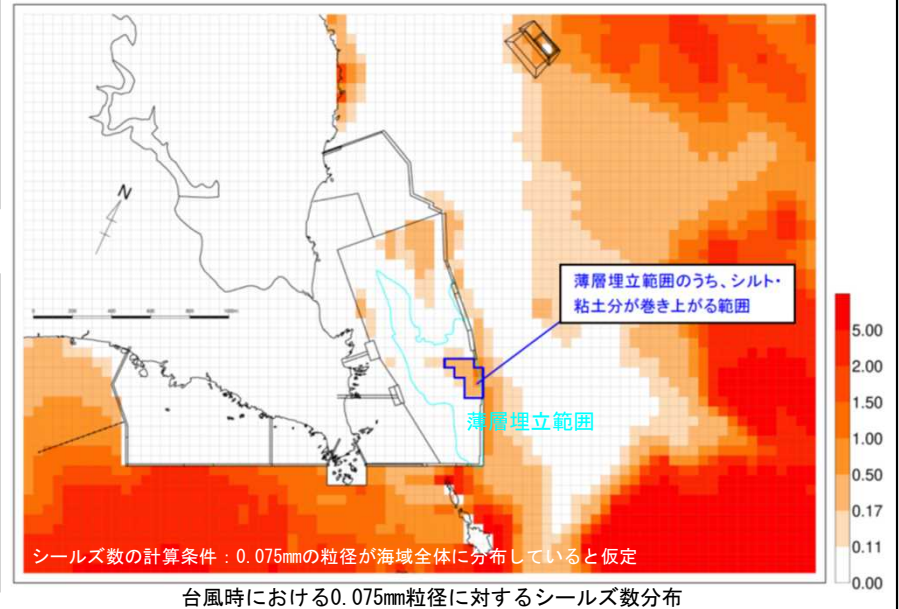 N
薄層埋立範囲のうち、シルト・
粘土分が巻き上がる範囲
薄層埋立範囲
5.00
2.00
1.50
1.00
0.50
0.17
0.11
0.00
シールズ数の計算条件：0.075mmの粒径が海域全体に分布していると仮定
台風時における0.075mm粒径に対するシールズ数分布